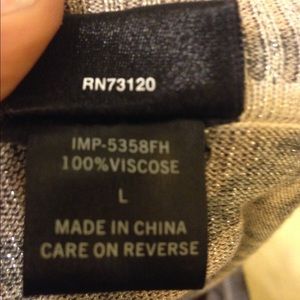 RN73120
IMP-5358FH
100%VISCOSE
L
MADE IN CHINA
CARE ON REVERSE